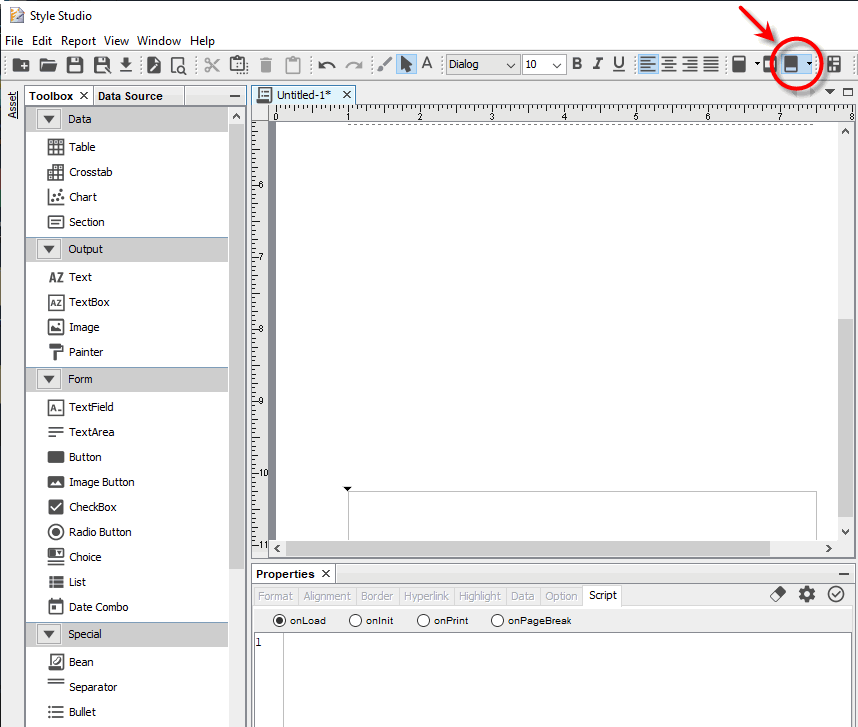 Style Studio
File Edit Report View Window Help
A Dialog 10 B I U
Asset
Toolbox Data Source
Untitled-1*
0 1 2 3 4 5 6 7 8
Data
Table
Crosstab
Chart
Section
Output
AZ Text
AZ TextBox
Image
Painter
Form
A TextField
TextArea
Button
Image Button
CheckBox
Radio Button
Choice
List
Date Combo
Special
Bean
Separator
Bullet
6
7
8
9
10
11
Properties
Format Alignment Border Hyperlink Highlight Data Option Script
onLoad onInit onPrint onPageBreak
1